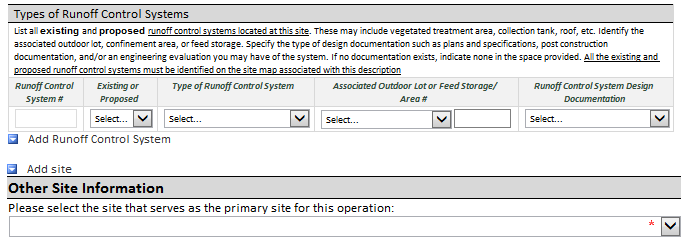 Types of Runoff Control Systems
List all existing and proposed runoff control systems located at this site. These may include vegetated treatment area, collection tank, roof, etc. Identify the
associated outdoor lot, confinement area, or feed storage. Specify the type of design documentation such as plans and specifications, post construction
documentation, and/or an engineering evaluation you may have of the system. If no documentation exists, indicate none in the space provided. All the existing and
proposed runoff control systems must be identified on the site map associated with this description
Runoff Control System # Existing or Proposed Type of Runoff Control System Associated Outdoor Lot or Feed Storage/ Area # Runoff Control System Design Documentation
Select... Select... Select... Select...
Add Runoff Control System
Add site
Other Site Information
Please select the site that serves as the primary site for this operation:
*